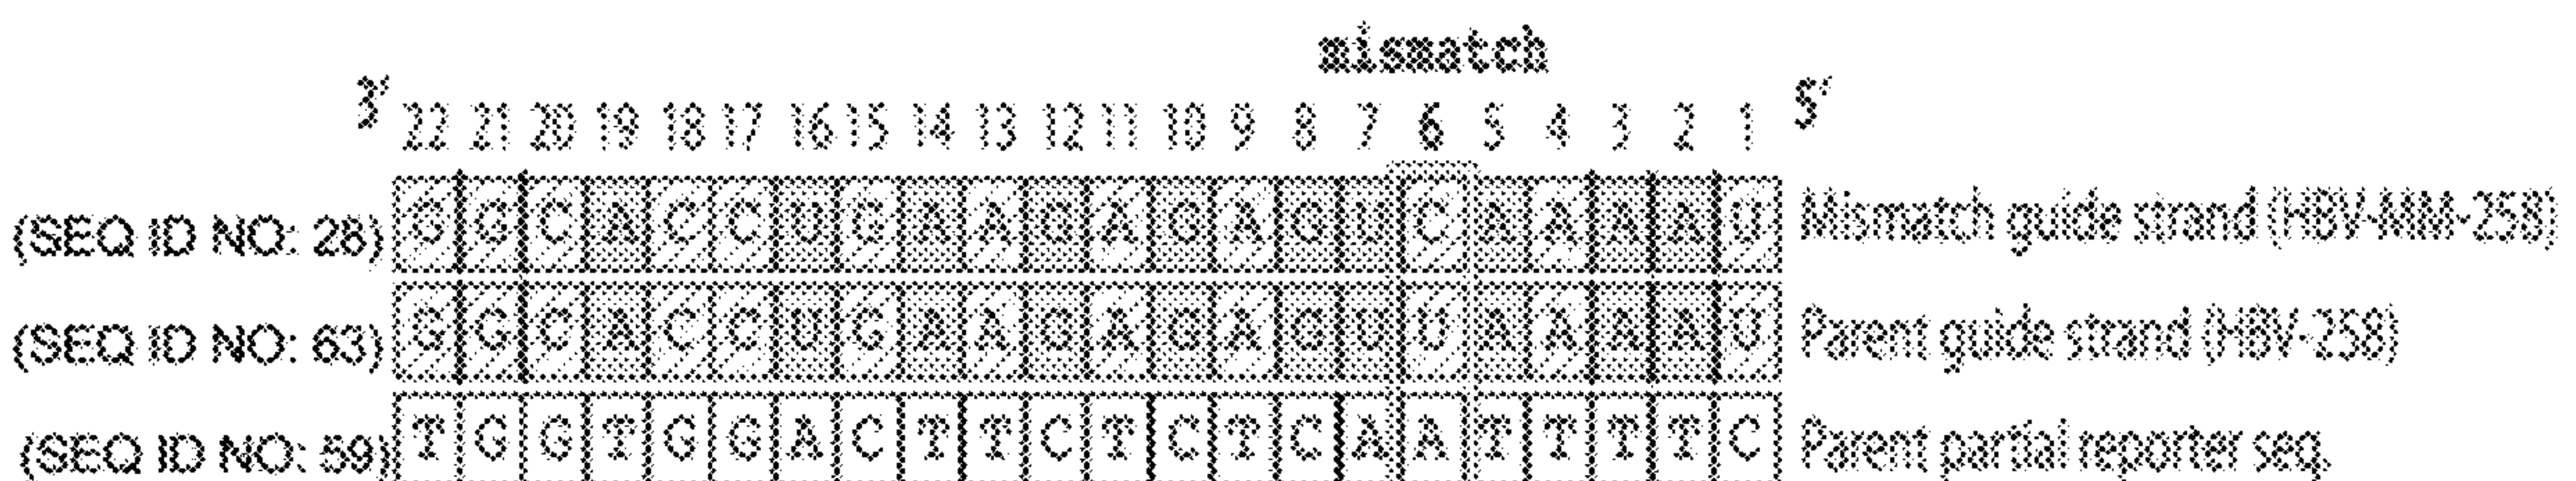 mismatch
3' 22 21 20 19 18 17 16 15 14 13 12 11 10 9 8 7 6 5 4 3 2 1 5'
(SEQ ID NO: 28) G G C A C C U G A A G A G A G U C A A A A U Mismatch guide strand (HBV-MM-258)
(SEQ ID NO: 63) G G C A C C U G A A G A G A G U U A A A A U Parent guide strand (HBV-258)
(SEQ ID NO: 59) T G G T G G A C T T C T C T C A A T T T T C Parent partial reporter seq.